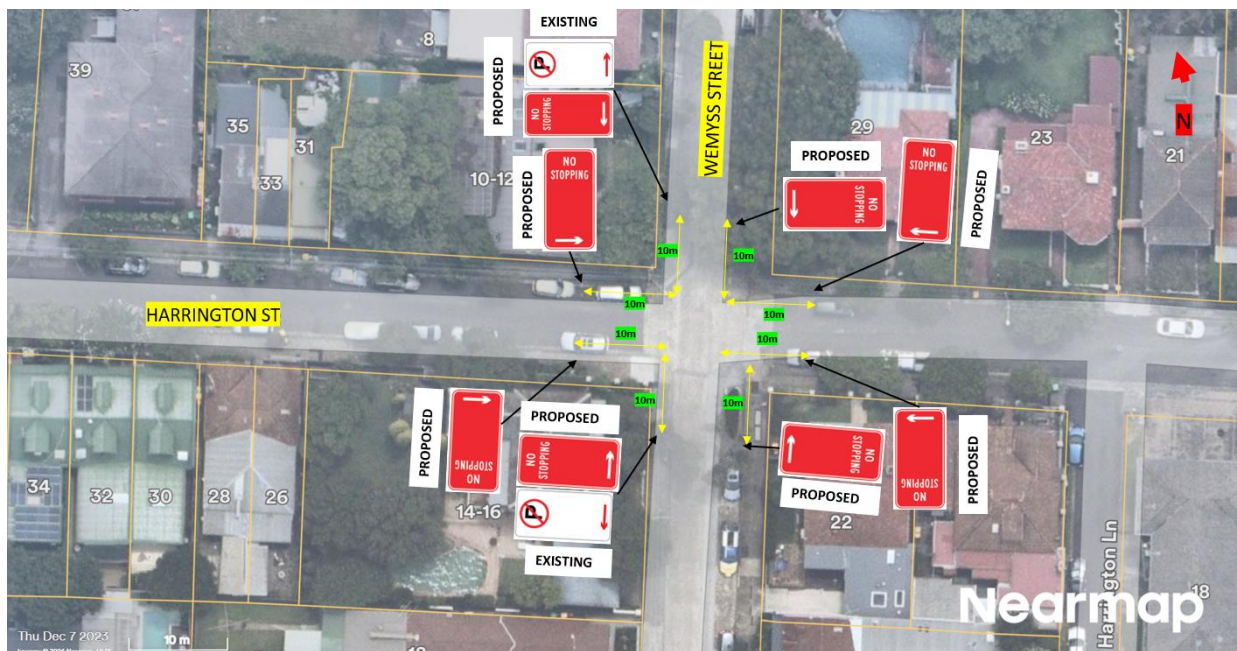 EXISTING
PROPOSED
P
NO
STOPPING
NO
STOPPING
PROPOSED
WEMYSS STREET
PROPOSED
NO
STOPPING
NO
STOPPING
PROPOSED
N
39
8
35
31
33
10-12
29
23
21
10m
10m
10m
10m
HARRINGTON ST
10m
10m
10m
10m
PROPOSED
NO
STOPPING
PROPOSED
NO
STOPPING
P
EXISTING
NO
STOPPING
PROPOSED
NO
STOPPING
PROPOSED
34
32
30
28
26
14-16
22
18
Harrington Ln
Nearmap
Thu Dec 7 2023
10 m